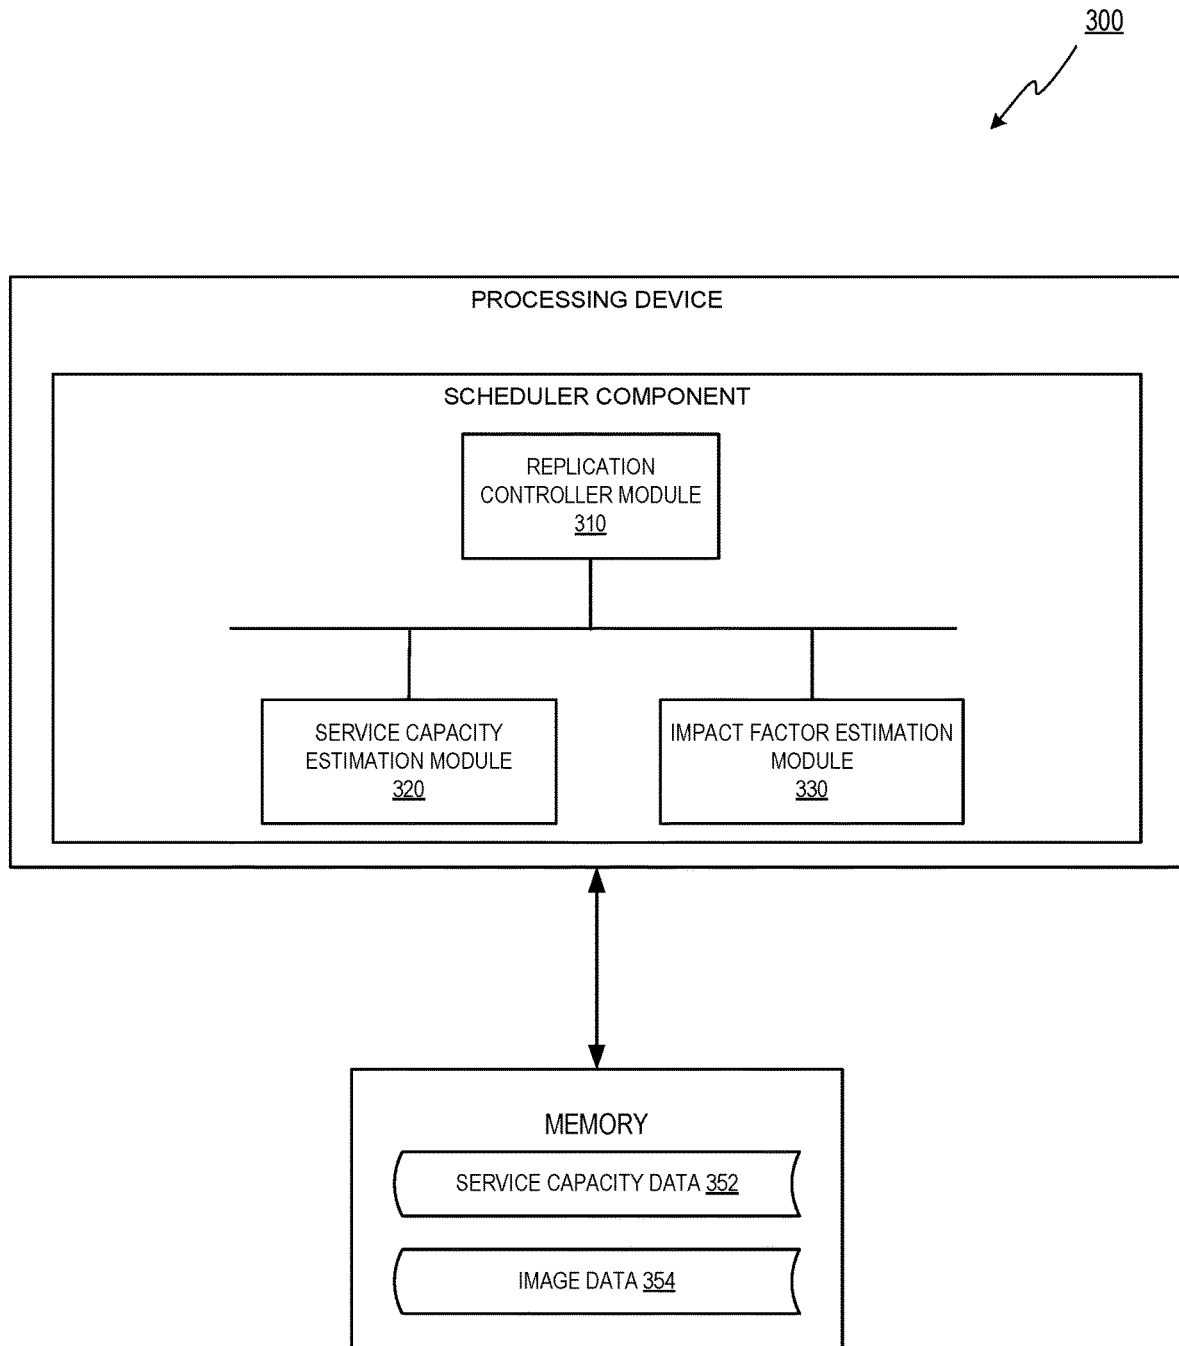 300
PROCESSING DEVICE
SCHEDULER COMPONENT
REPLICATION
CONTROLLER MODULE
310
SERVICE CAPACITY
ESTIMATION MODULE
320
IMPACT FACTOR ESTIMATION
MODULE
330
MEMORY
SERVICE CAPACITY DATA 352
IMAGE DATA 354